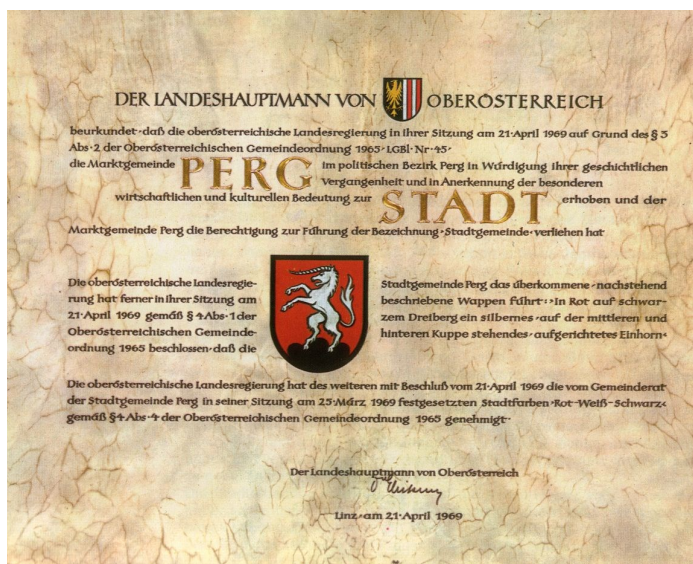 DER LANDESHAUPTMANN VON OBERÖSTERREICH
beurkundet·daß die oberösterreichische Landesregierung in ihrer Sitzung am 21·April 1969 auf Grund des § 5
Abs·2 der Oberösterreichischen Gemeindeordnung 1965·LGBl·Nr·45·
die Marktgemeinde PERG im politischen Bezirk Perg in Würdigung ihrer geschichtlichen
Vergangenheit und in Anerkennung der besonderen
wirtschaftlichen und kulturellen Bedeutung zur STADT erhoben und der
Marktgemeinde Perg die Berechtigung zur Führung der Bezeichnung·Stadtgemeinde·verliehen hat
Die oberösterreichische Landesregie-
rung hat ferner in ihrer Sitzung am
21·April 1969 gemäß § 4 Abs·1 der
Oberösterreichischen Gemeinde-
ordnung 1965 beschlossen·daß die
Stadtgemeinde Perg das überkommene·nachstehend
beschriebene Wappen führt:›In Rot auf schwar-
zem Dreiberg ein silbernes·auf der mittleren und
hinteren Kuppe stehendes·aufgerichtetes Einhorn‹
Die oberösterreichische Landesregierung hat des weiteren mit Beschluß vom 21·April 1969 die vom Gemeinderat
der Stadtgemeinde Perg in seiner Sitzung am 25·März 1969 festgesetzten Stadtfarben›Rot-Weiß-Schwarz‹
gemäß § 4 Abs·4 der Oberösterreichischen Gemeindeordnung 1965 genehmigt·
Der Landeshauptmann von Oberösterreich
Linz·am 21·April 1969